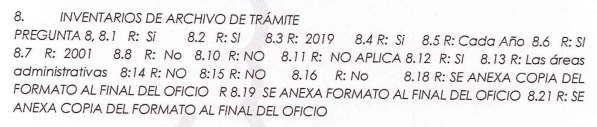 8. INVENTARIOS DE ARCHIVO DE TRÁMITE
PREGUNTA 8, 8.1 R: Si 8.2 R: SI 8.3 R: 2019 8.4 R: Si 8.5 R: Cada Año 8.6 R: SI
8.7 R: 2001 8.8 R: No 8.10 R: NO 8.11 R: NO APLICA 8.12 R: SI 8.13 R: Las áreas
administrativas 8:14 R: NO 8:15 R: NO 8.16 R: No 8.18 R: SE ANEXA COPIA DEL
FORMATO AL FINAL DEL OFICIO R 8.19 SE ANEXA FORMATO AL FINAL DEL OFICIO 8.21 R: SE
ANEXA COPIA DEL FORMATO AL FINAL DEL OFICIO